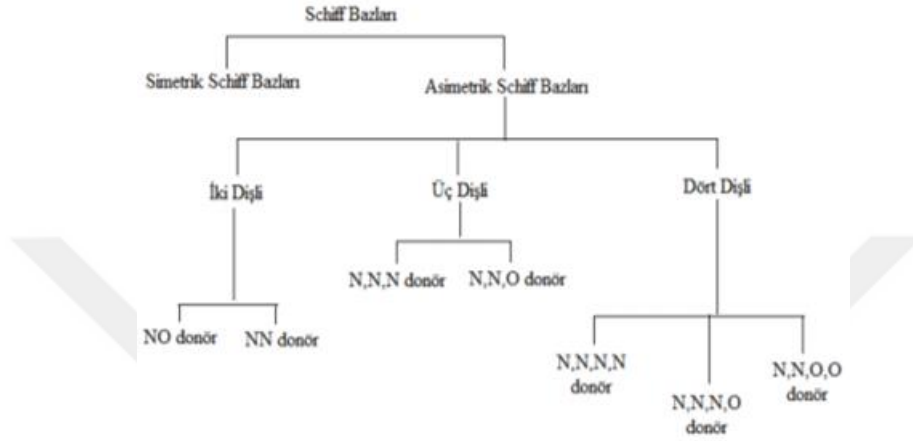 Schiff Bazları
Simetrik Schiff Bazları
Asimetrik Schiff Bazları
İki Dişli
Üç Dişli
Dört Dişli
NO donör
NN donör
N,N,N donör
N,N,O donör
N,N,N,N
donör
N,N,N,O
donör
N,N,O,O
donör